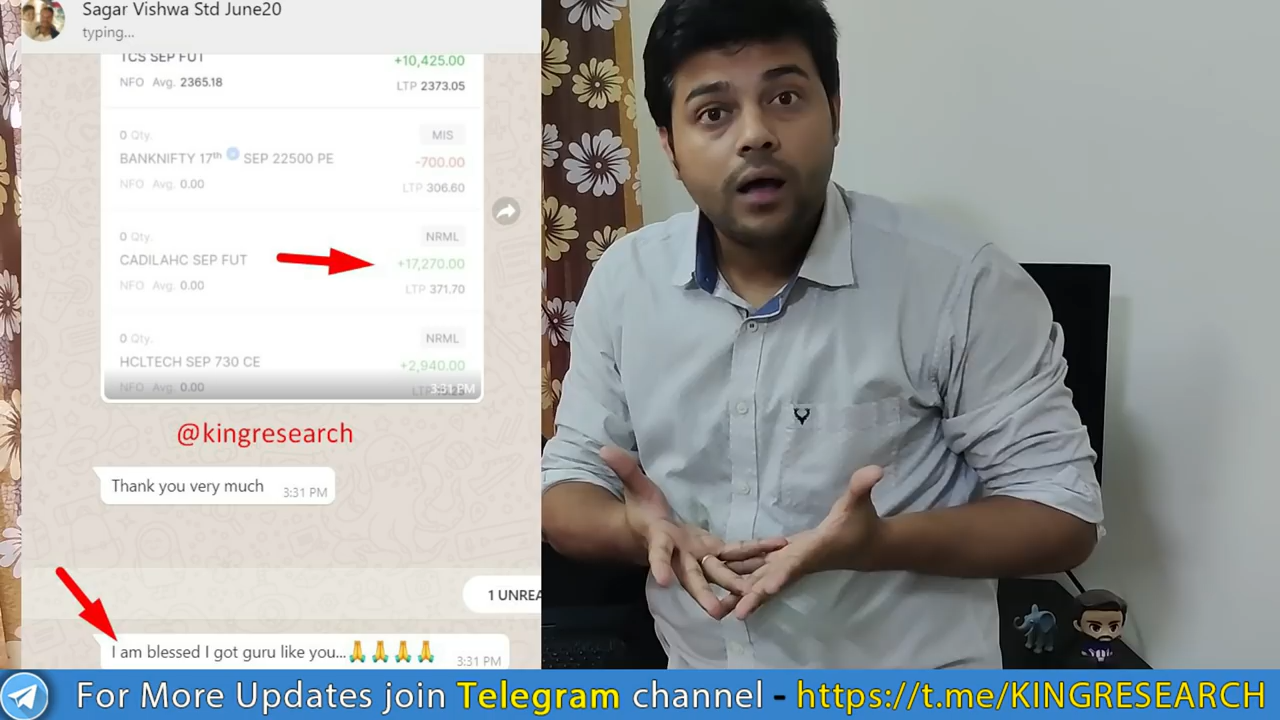 Sagar Vishwa Std June20
typing...
TCS SEP FUT +10,425.00
NFO Avg. 2365.18 LTP 2373.05
0 Qty. MIS
BANKNIFTY 17th SEP 22500 PE -700.00
NFO Avg. 0.00 LTP 306.60
0 Qty. NRML
CADILAHC SEP FUT +17,270.00
NFO Avg. 0.00 LTP 371.70
0 Qty. NRML
HCLTECH SEP 730 CE +2,940.00
NFO Avg. 0.00 LTP
3:31 PM
@kingresearch
Thank you very much 3:31 PM
1 UNREA
I am blessed I got guru like you...🙏🙏🙏🙏 3:31 PM
For More Updates join Telegram channel - https://t.me/KINGRESEARCH